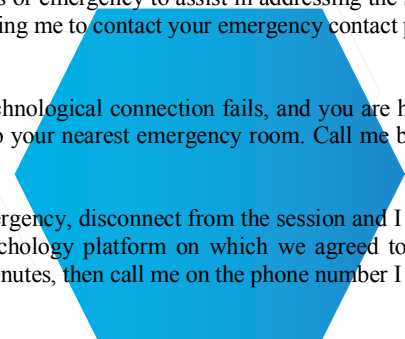 or emergency to assist in addressing the
ing me to contact your emergency contact
chnological connection fails, and you are
your nearest emergency room. Call me
ergency, disconnect from the session and I
chology platform on which we agreed to
nutes, then call me on the phone number I